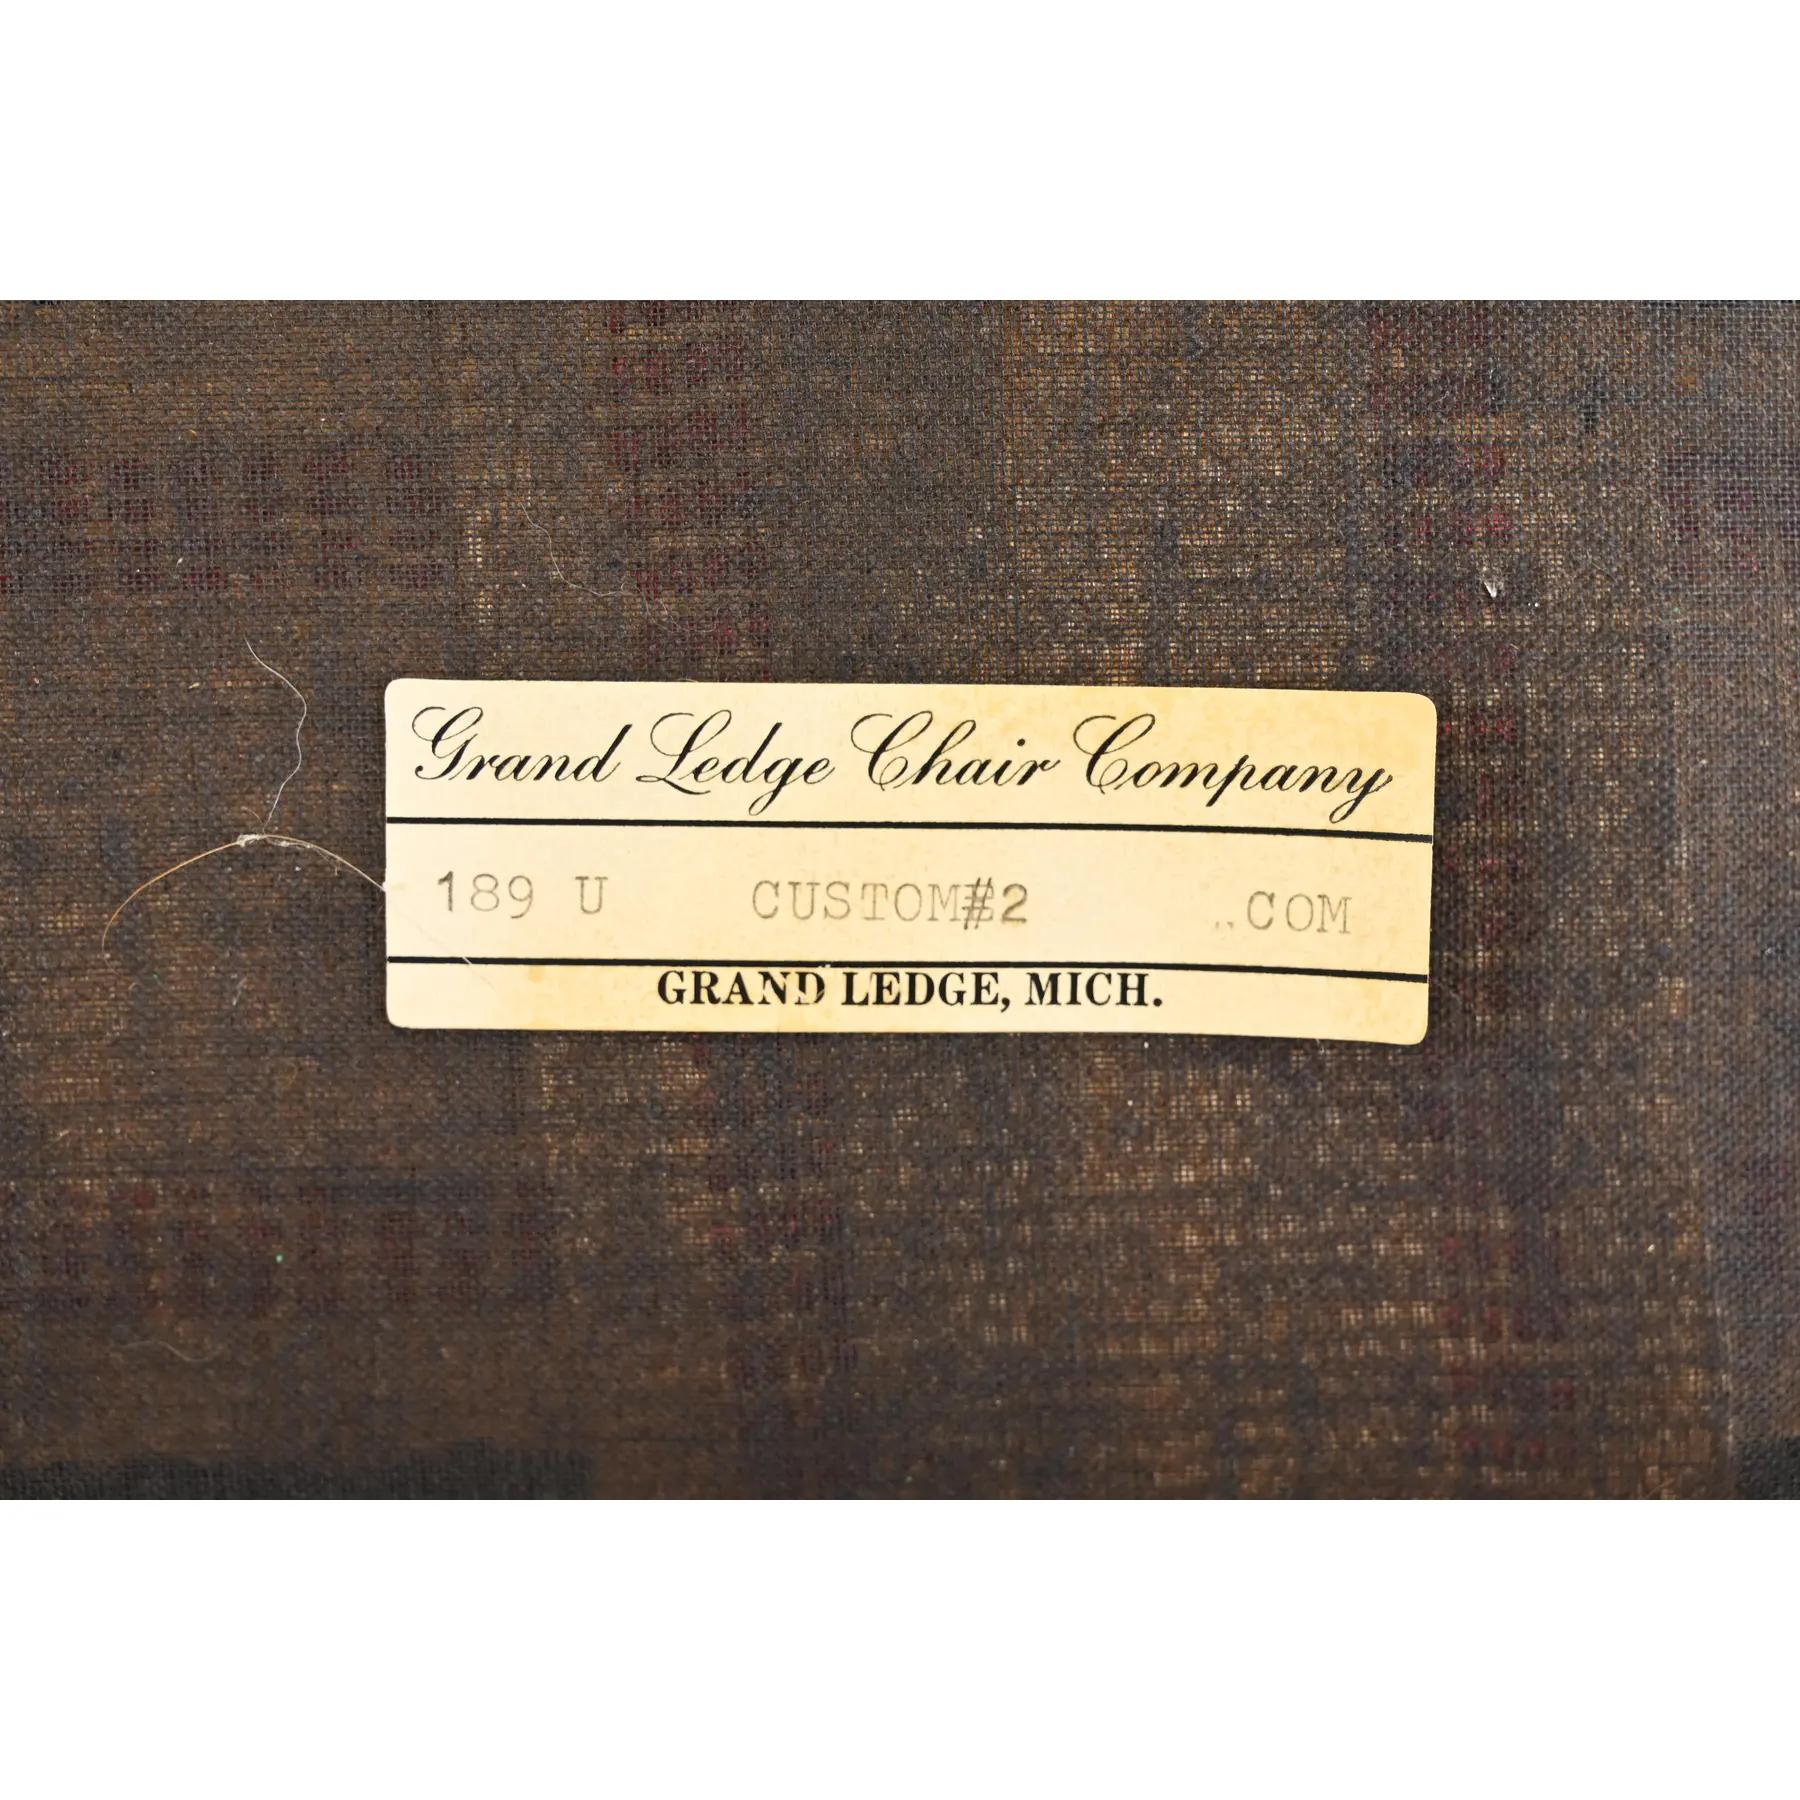 Grand Ledge Chair Company
189 U CUSTOM#2 ..COM
GRAND LEDGE, MICH.